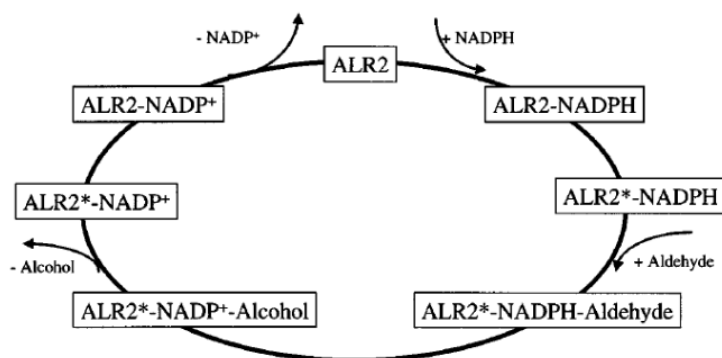 - NADP⁺
+ NADPH
ALR2
ALR2-NADP⁺
ALR2-NADPH
ALR2*-NADP⁺
ALR2*-NADPH
- Alcohol
+ Aldehyde
ALR2*-NADP⁺-Alcohol
ALR2*-NADPH-Aldehyde